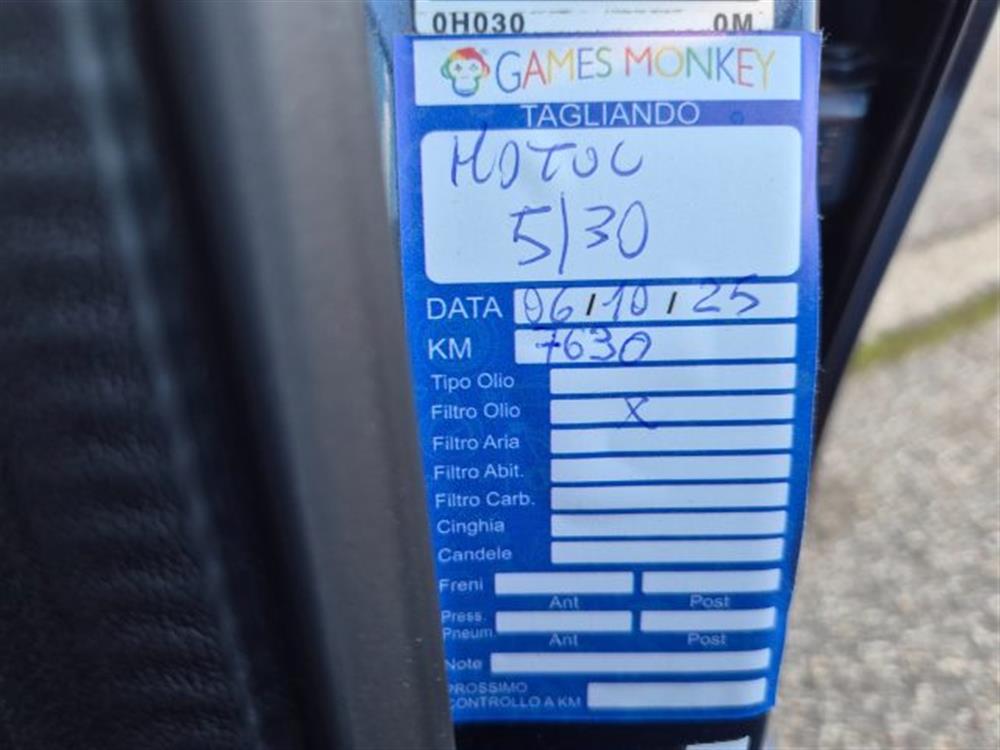 0H030 0M
GAMES MONKEY
TAGLIANDO
MOTUL
5/30
DATA 06/10/25
KM 7630
Tipo Olio
Filtro Olio X
Filtro Aria
Filtro Abit.
Filtro Carb.
Cinghia
Candele
Freni
Ant Post
Press.
Pneum.
Ant Post
Note
PROSSIMO
CONTROLLO A KM